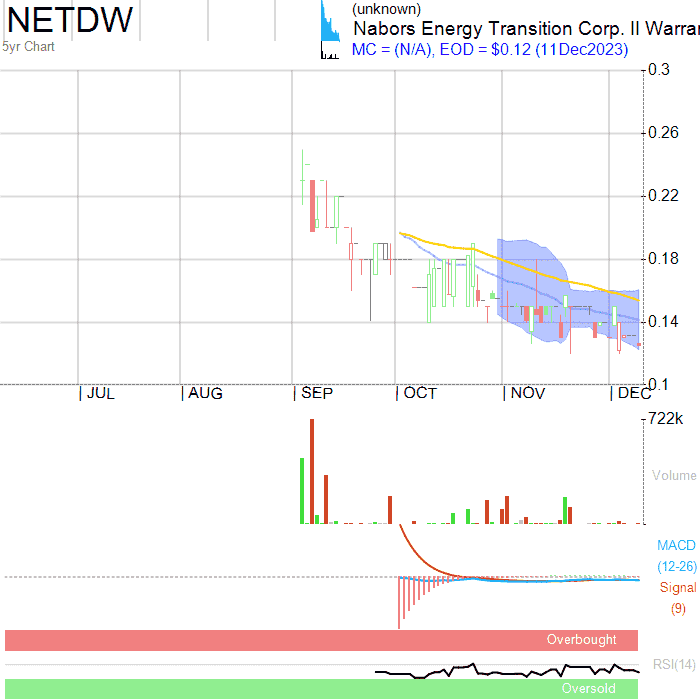 NETDW
5yr Chart
(unknown)
Nabors Energy Transition Corp. II Warra
MC = (N/A), EOD = $0.12 (11Dec2023)
0.3
0.26
0.22
0.18
0.14
0.1
JUL AUG SEP OCT NOV DEC
722k
Volume
MACD
(12-26)
Signal
(9)
Overbought
RSI(14)
Oversold